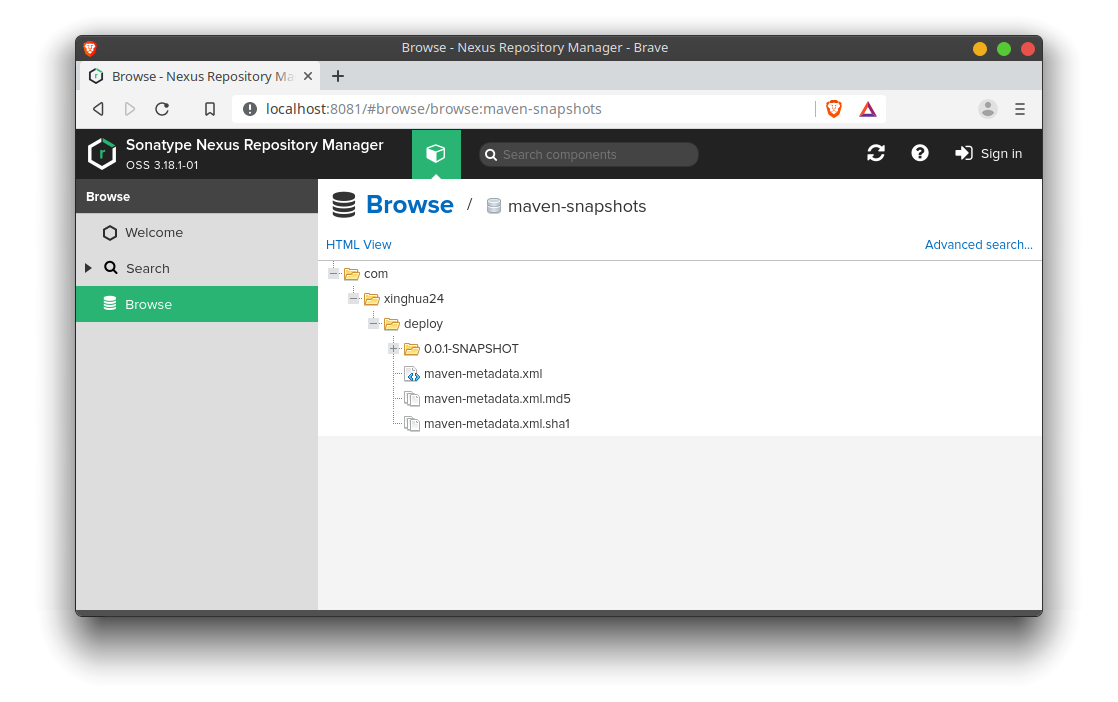 Browse - Nexus Repository Manager - Brave
Browse - Nexus Repository Ma
localhost:8081/#browse/browse:maven-snapshots
Sonatype Nexus Repository Manager
OSS 3.18.1-01
Search components
Sign in
Browse
Welcome
Search
Browse
Browse / maven-snapshots
HTML View
Advanced search...
com
xinghua24
deploy
0.0.1-SNAPSHOT
maven-metadata.xml
maven-metadata.xml.md5
maven-metadata.xml.sha1